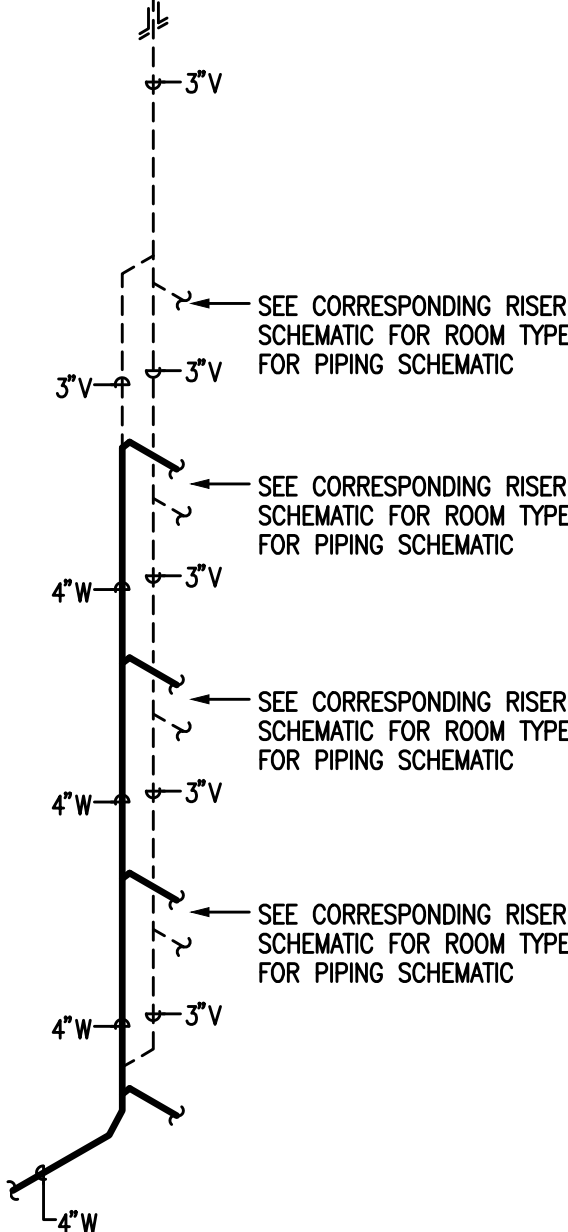 3"V
SEE CORRESPONDING RISER
SCHEMATIC FOR ROOM TYPE
FOR PIPING SCHEMATIC
3"V
3"V
SEE CORRESPONDING RISER
SCHEMATIC FOR ROOM TYPE
FOR PIPING SCHEMATIC
3"V
4"W
SEE CORRESPONDING RISER
SCHEMATIC FOR ROOM TYPE
FOR PIPING SCHEMATIC
3"V
4"W
SEE CORRESPONDING RISER
SCHEMATIC FOR ROOM TYPE
FOR PIPING SCHEMATIC
3"V
4"W
4"W